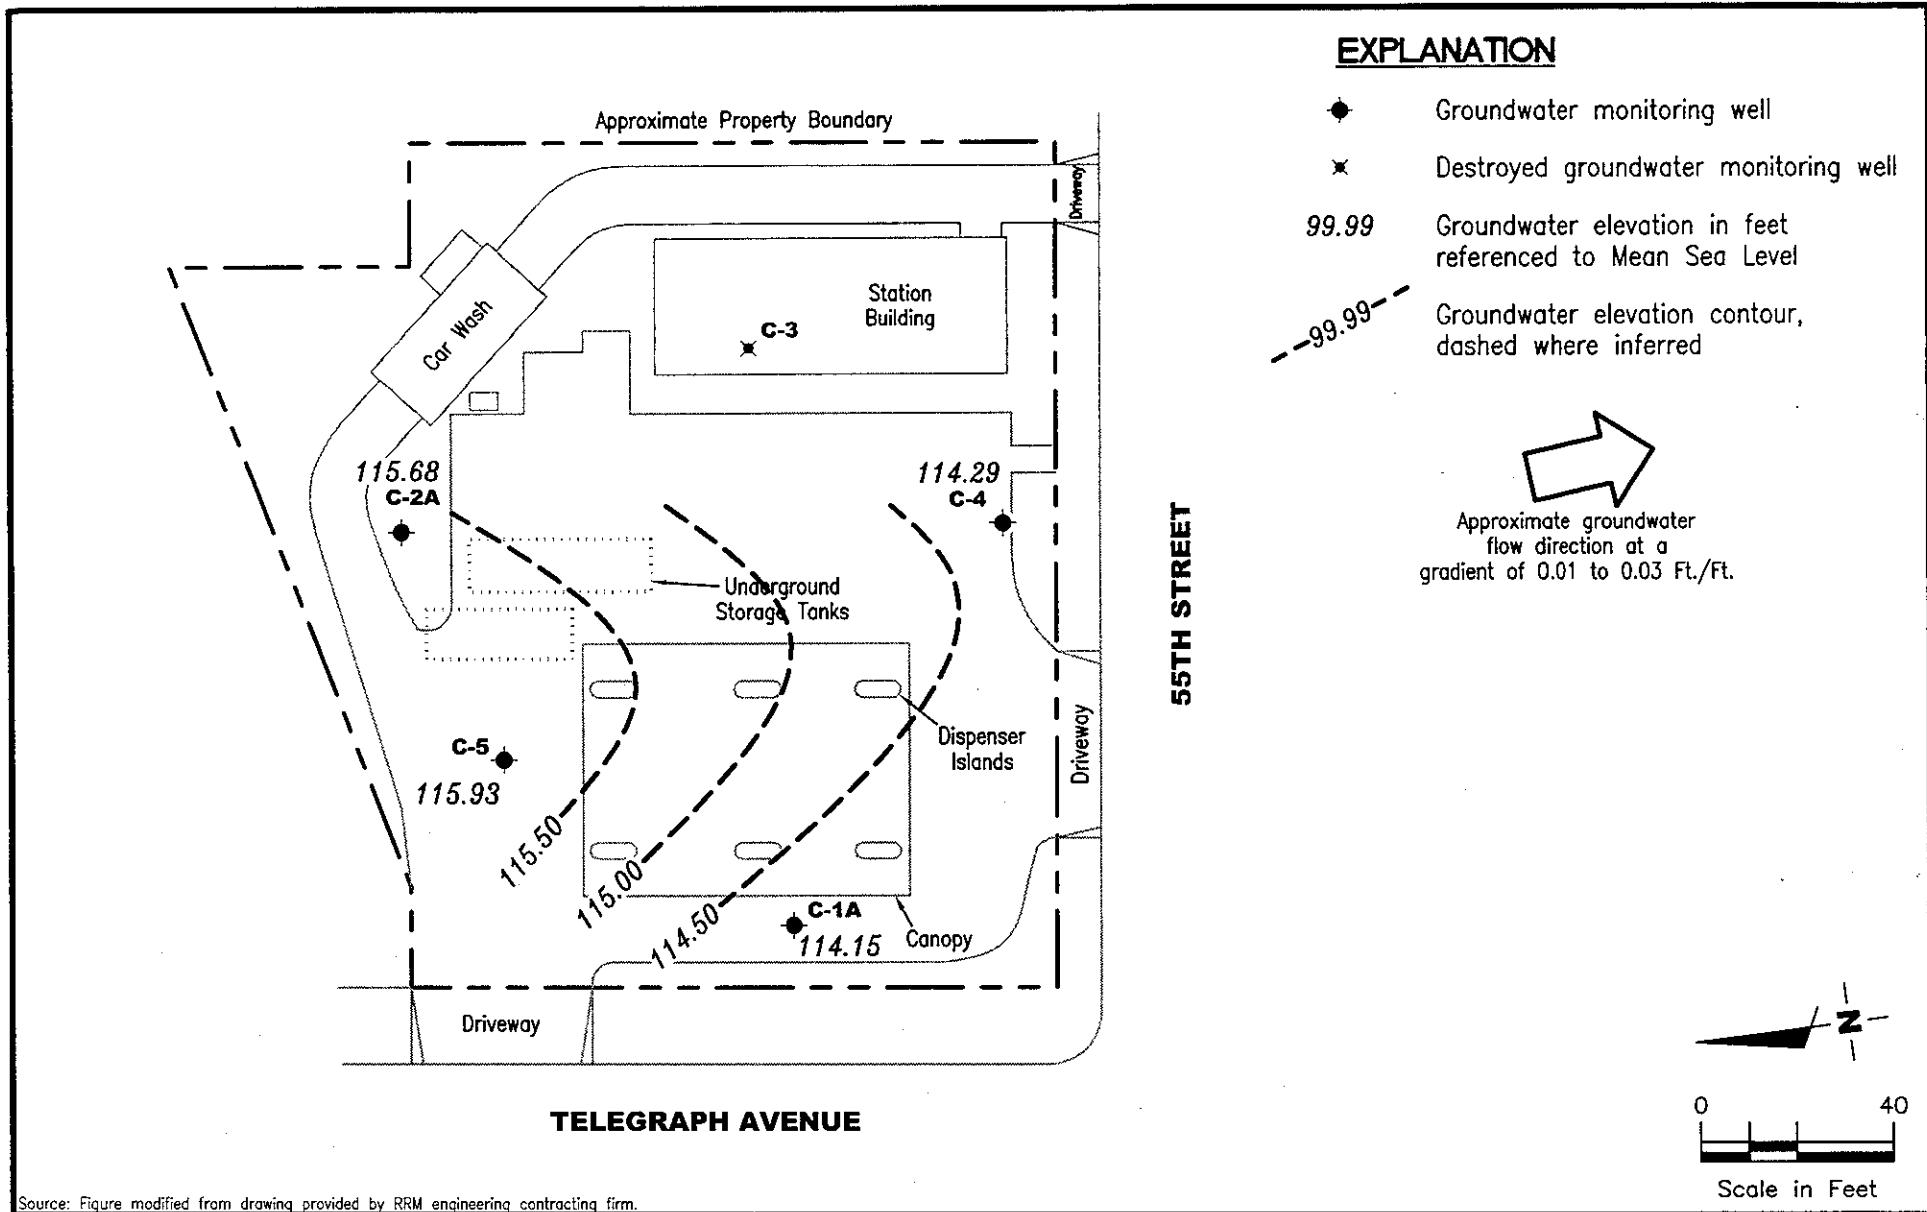 EXPLANATION
Groundwater monitoring well
Destroyed groundwater monitoring well
99.99
Groundwater elevation in feet
referenced to Mean Sea Level
99.99
Groundwater elevation contour,
dashed where inferred
Approximate groundwater
flow direction at a
gradient of 0.01 to 0.03 Ft./Ft.
Approximate Property Boundary
Driveway
Station
Building
C-3
Car Wash
115.68
C-2A
114.29
C-4
Underground
Storage Tanks
55TH STREET
Dispenser
Islands
Driveway
C-5
115.93
115.50
115.00
114.50
C-1A
114.15
Canopy
Driveway
TELEGRAPH AVENUE
N
0 40
Scale in Feet
Source: Figure modified from drawing provided by RRM engineering contracting firm.